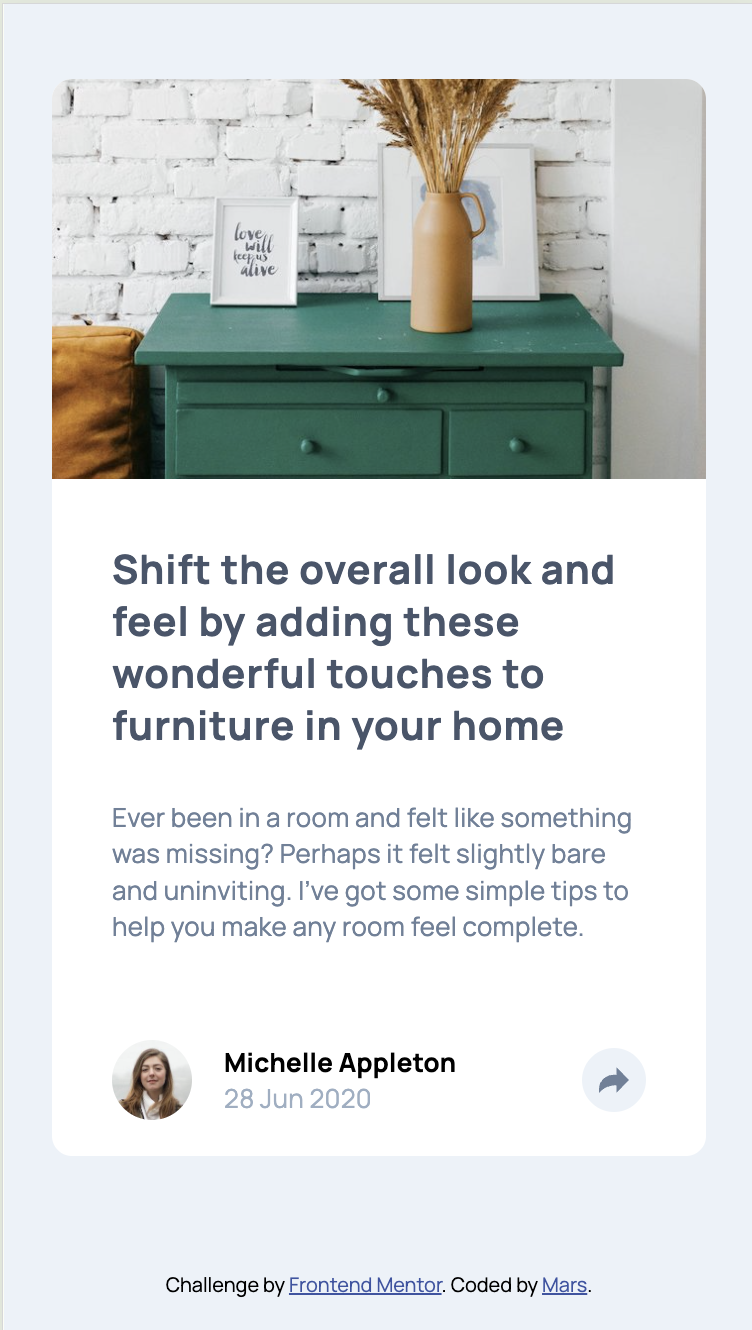 love
will
keep us
alive
Shift the overall look and
feel by adding these
wonderful touches to
furniture in your home
Ever been in a room and felt like something
was missing? Perhaps it felt slightly bare
and uninviting. I’ve got some simple tips to
help you make any room feel complete.
Michelle Appleton
28 Jun 2020
Challenge by Frontend Mentor. Coded by Mars.